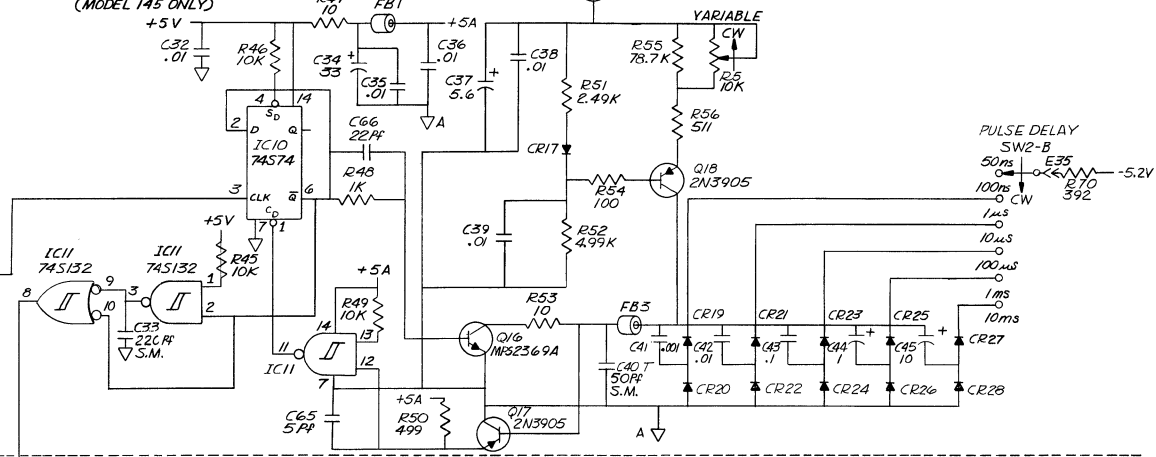 (MODEL 145 ONLY)
+5V
10
FB1
+5A
C32
.01
R46
10K
C34
33
+
C35
.01
C36
.01
C37
5.6
+
C38
.01
A
VARIABLE
CW
R55
78.7K
R5
10K
R51
2.49K
R56
511
CR17
Q18
2N3905
R54
100
C39
.01
R52
4.99K
4
14
SD
2
D
Q
IC10
74S74
3
CLK
Q
6
CD
7
1
C66
22Pf
R48
1K
+5V
R45
10K
IC11
74S132
IC11
74S132
8
9
10
3
1
2
C33
220Pf
S.M.
+5A
R49
10K
14
13
12
11
IC11
7
C65
5Pf
+5A
R50
499
Q16
MPS2369A
Q17
2N3905
R53
10
FB3
C40 T
50Pf
S.M.
C41
.001
CR19
CR21
CR23
CR25
C42
.01
C43
.1
C44
1
+
C45
10
+
CR27
CR20
CR22
CR24
CR26
CR28
A
PULSE DELAY
SW2-B
50ns
E35
-5.2V
R70
392
100ns
CW
1µs
10µs
100µs
1ms
10ms